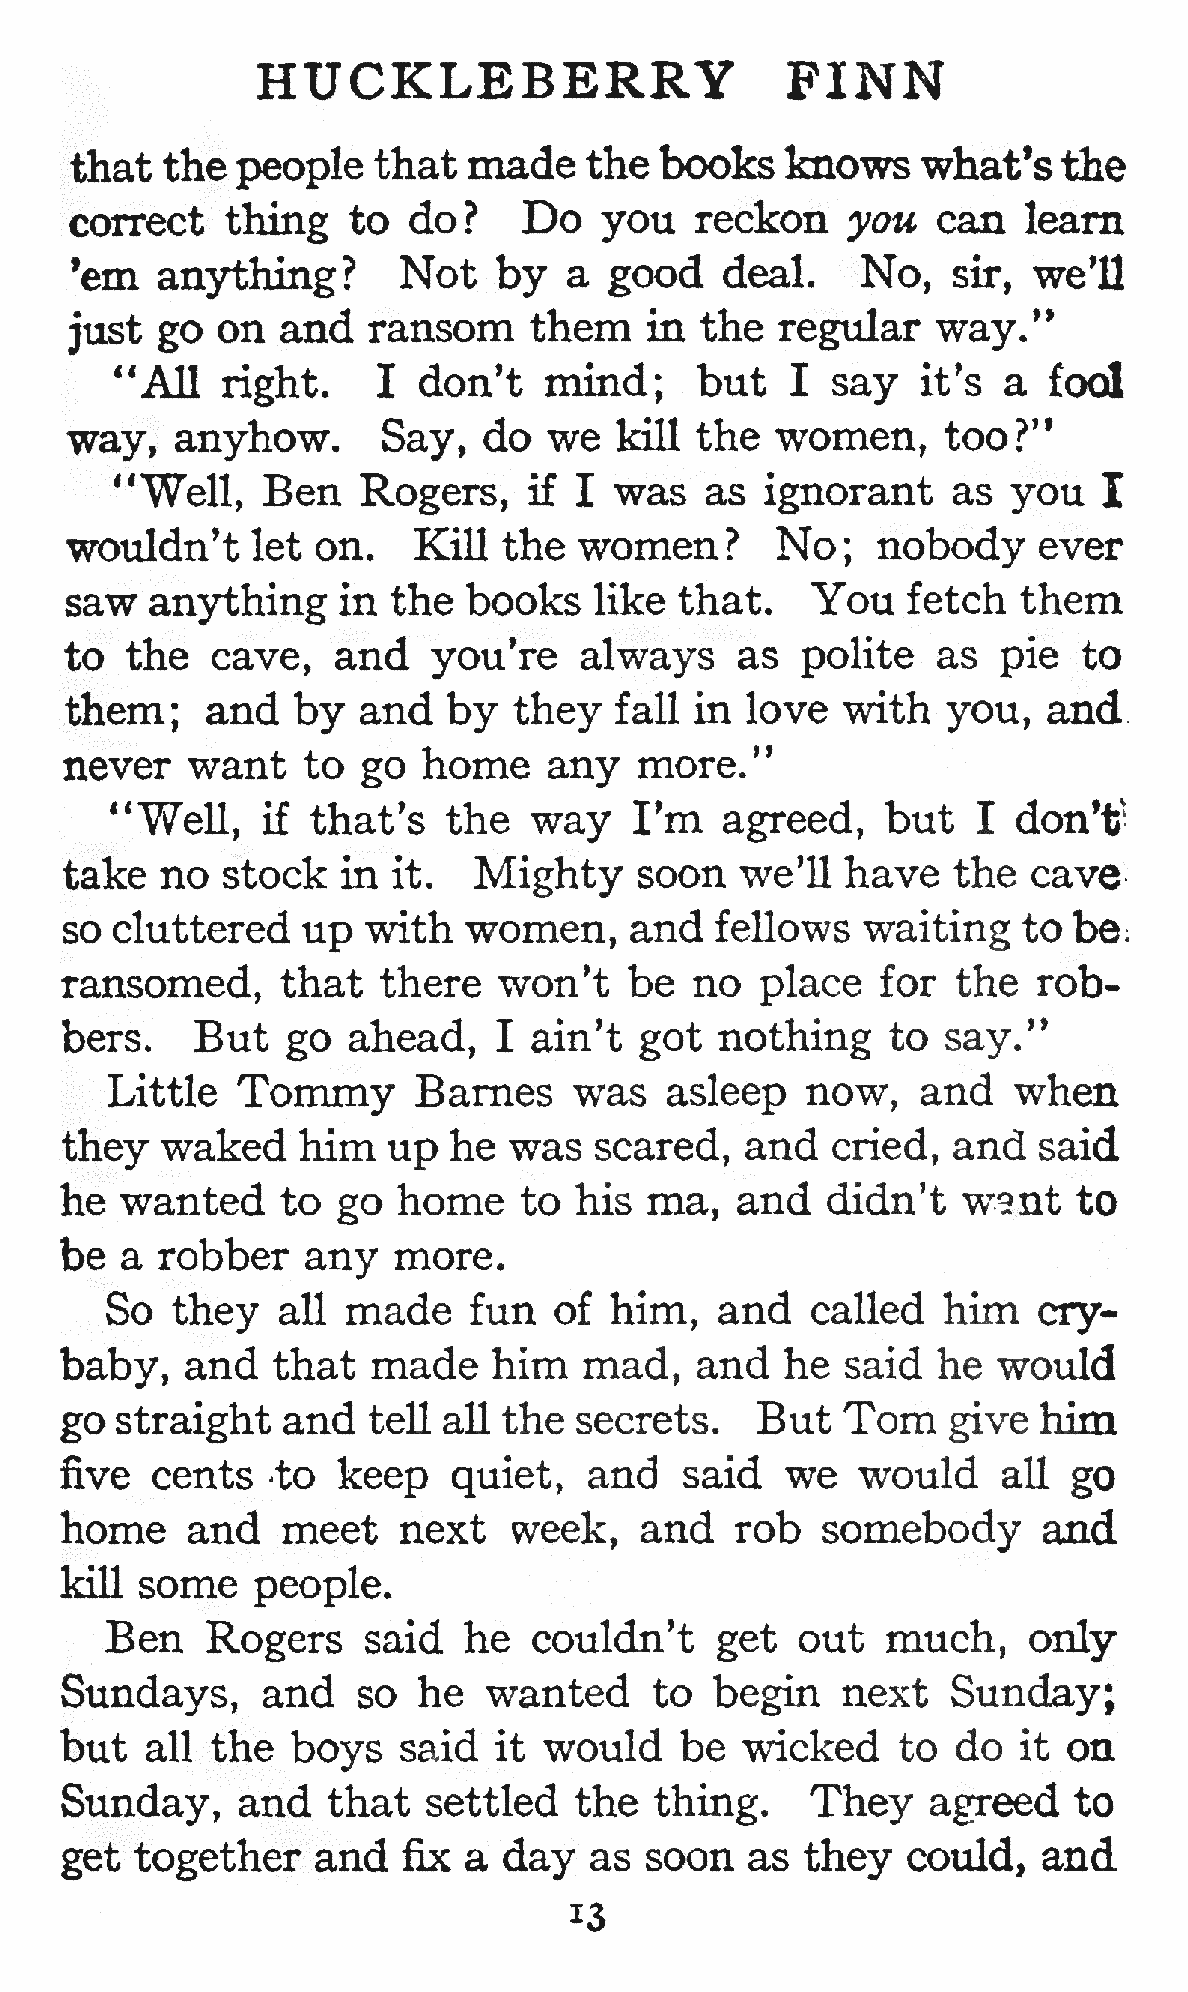 HUCKLEBERRY FINN
that the people that made the books knows what's the
correct thing to do? Do you reckon you can learn
'em anything? Not by a good deal. No, sir, we'll
just go on and ransom them in the regular way."
"All right. I don't mind; but I say it's a fool
way, anyhow. Say, do we kill the women, too?"
"Well, Ben Rogers, if I was as ignorant as you I
wouldn't let on. Kill the women? No; nobody ever
saw anything in the books like that. You fetch them
to the cave, and you're always as polite as pie to
them; and by and by they fall in love with you, and
never want to go home any more."
"Well, if that's the way I'm agreed, but I don't
take no stock in it. Mighty soon we'll have the cave
so cluttered up with women, and fellows waiting to be
ransomed, that there won't be no place for the rob-
bers. But go ahead, I ain't got nothing to say."
Little Tommy Barnes was asleep now, and when
they waked him up he was scared, and cried, and said
he wanted to go home to his ma, and didn't want to
be a robber any more.
So they all made fun of him, and called him cry-
baby, and that made him mad, and he said he would
go straight and tell all the secrets. But Tom give him
five cents to keep quiet, and said we would all go
home and meet next week, and rob somebody and
kill some people.
Ben Rogers said he couldn't get out much, only
Sundays, and so he wanted to begin next Sunday;
but all the boys said it would be wicked to do it on
Sunday, and that settled the thing. They agreed to
get together and fix a day as soon as they could, and
13